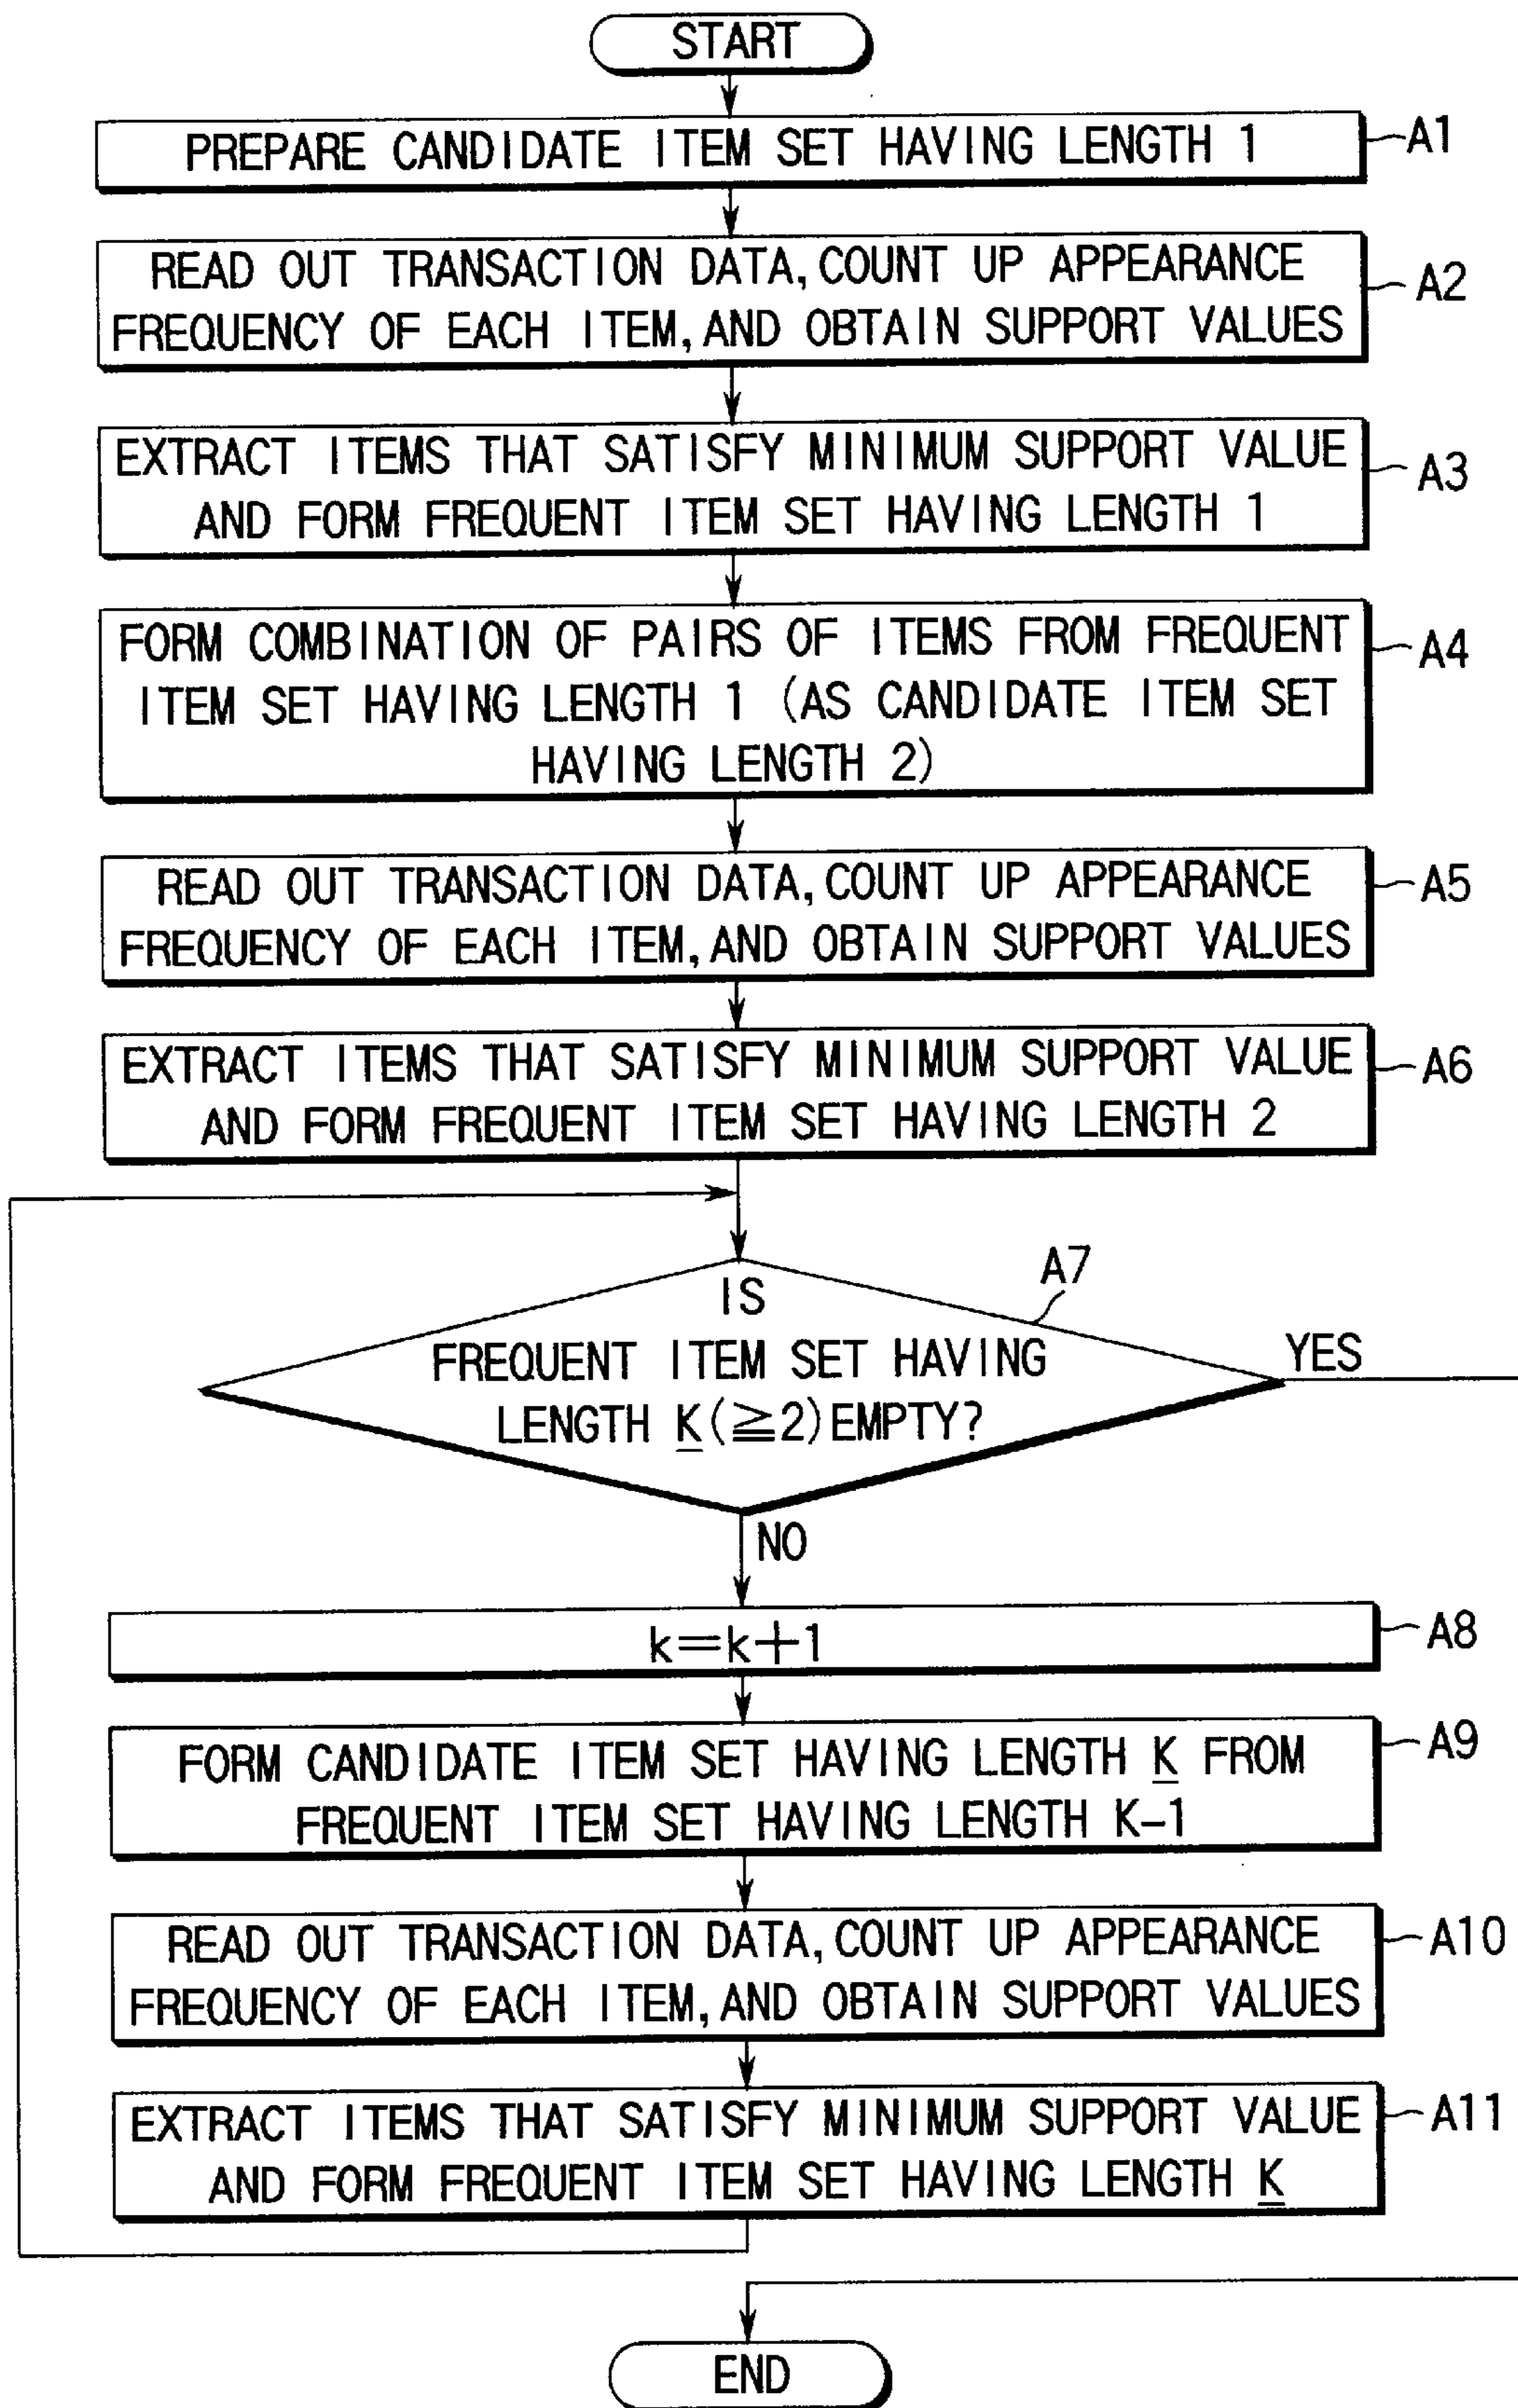 START
PREPARE CANDIDATE ITEM SET HAVING LENGTH 1
A1
READ OUT TRANSACTION DATA, COUNT UP APPEARANCE
FREQUENCY OF EACH ITEM, AND OBTAIN SUPPORT VALUES
A2
EXTRACT ITEMS THAT SATISFY MINIMUM SUPPORT VALUE
AND FORM FREQUENT ITEM SET HAVING LENGTH 1
A3
FORM COMBINATION OF PAIRS OF ITEMS FROM FREQUENT
ITEM SET HAVING LENGTH 1 (AS CANDIDATE ITEM SET
HAVING LENGTH 2)
A4
READ OUT TRANSACTION DATA, COUNT UP APPEARANCE
FREQUENCY OF EACH ITEM, AND OBTAIN SUPPORT VALUES
A5
EXTRACT ITEMS THAT SATISFY MINIMUM SUPPORT VALUE
AND FORM FREQUENT ITEM SET HAVING LENGTH 2
A6
A7
IS
FREQUENT ITEM SET HAVING
LENGTH K(≧2) EMPTY?
YES
NO
k=k+1
A8
FORM CANDIDATE ITEM SET HAVING LENGTH K FROM
FREQUENT ITEM SET HAVING LENGTH K-1
A9
READ OUT TRANSACTION DATA, COUNT UP APPEARANCE
FREQUENCY OF EACH ITEM, AND OBTAIN SUPPORT VALUES
A10
EXTRACT ITEMS THAT SATISFY MINIMUM SUPPORT VALUE
AND FORM FREQUENT ITEM SET HAVING LENGTH K
A11
END